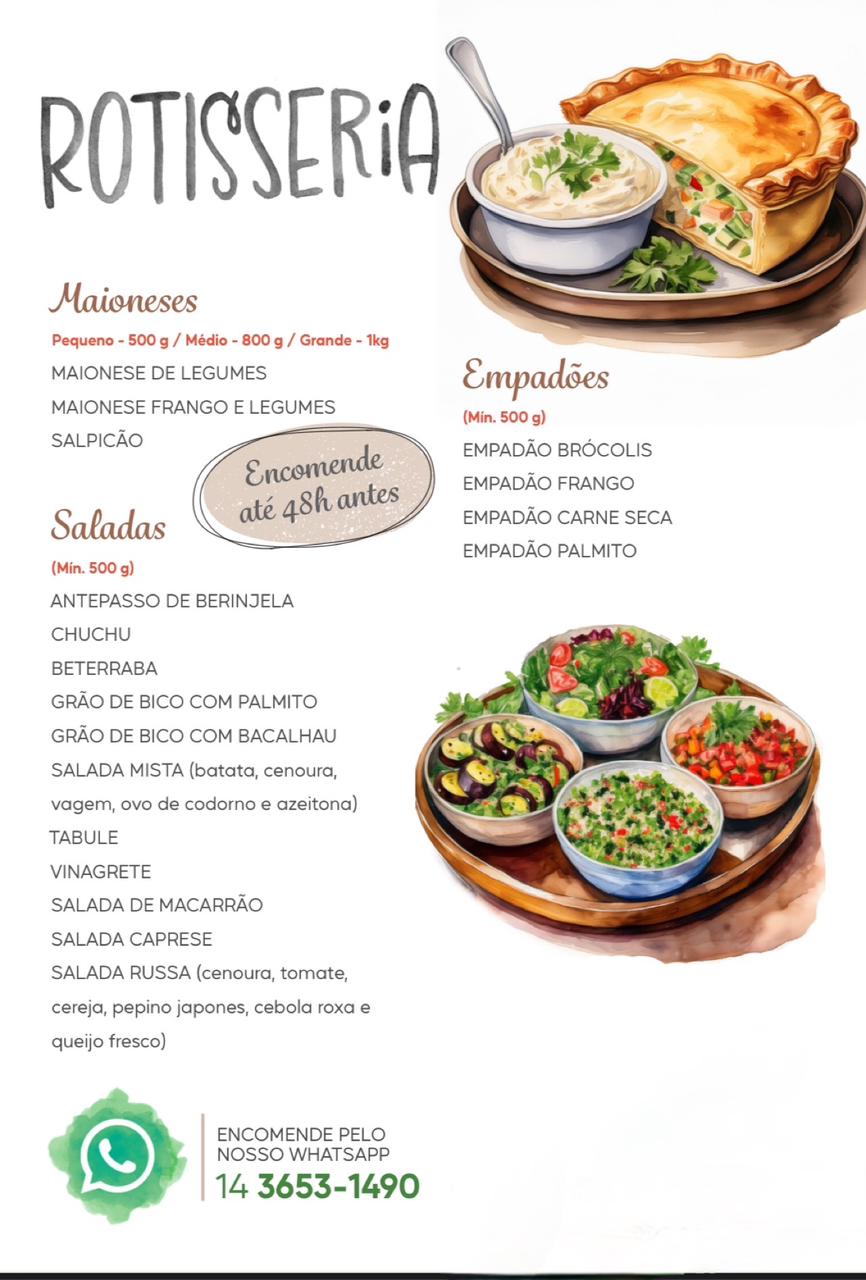 ROTISSERiA
Maioneses
Pequeno - 500 g / Médio - 800 g / Grande - 1kg
MAIONESE DE LEGUMES
MAIONESE FRANGO E LEGUMES
SALPICÃO
Encomende
até 48h antes
Saladas
(Mín. 500 g)
ANTEPASSO DE BERINJELA
CHUCHU
BETERRABA
GRÃO DE BICO COM PALMITO
GRÃO DE BICO COM BACALHAU
SALADA MISTA (batata, cenoura,
vagem, ovo de codorno e azeitona)
TABULE
VINAGRETE
SALADA DE MACARRÃO
SALADA CAPRESE
SALADA RUSSA (cenoura, tomate,
cereja, pepino japones, cebola roxa e
queijo fresco)
Empadões
(Mín. 500 g)
EMPADÃO BRÓCOLIS
EMPADÃO FRANGO
EMPADÃO CARNE SECA
EMPADÃO PALMITO
ENCOMENDE PELO
NOSSO WHATSAPP
14 3653-1490